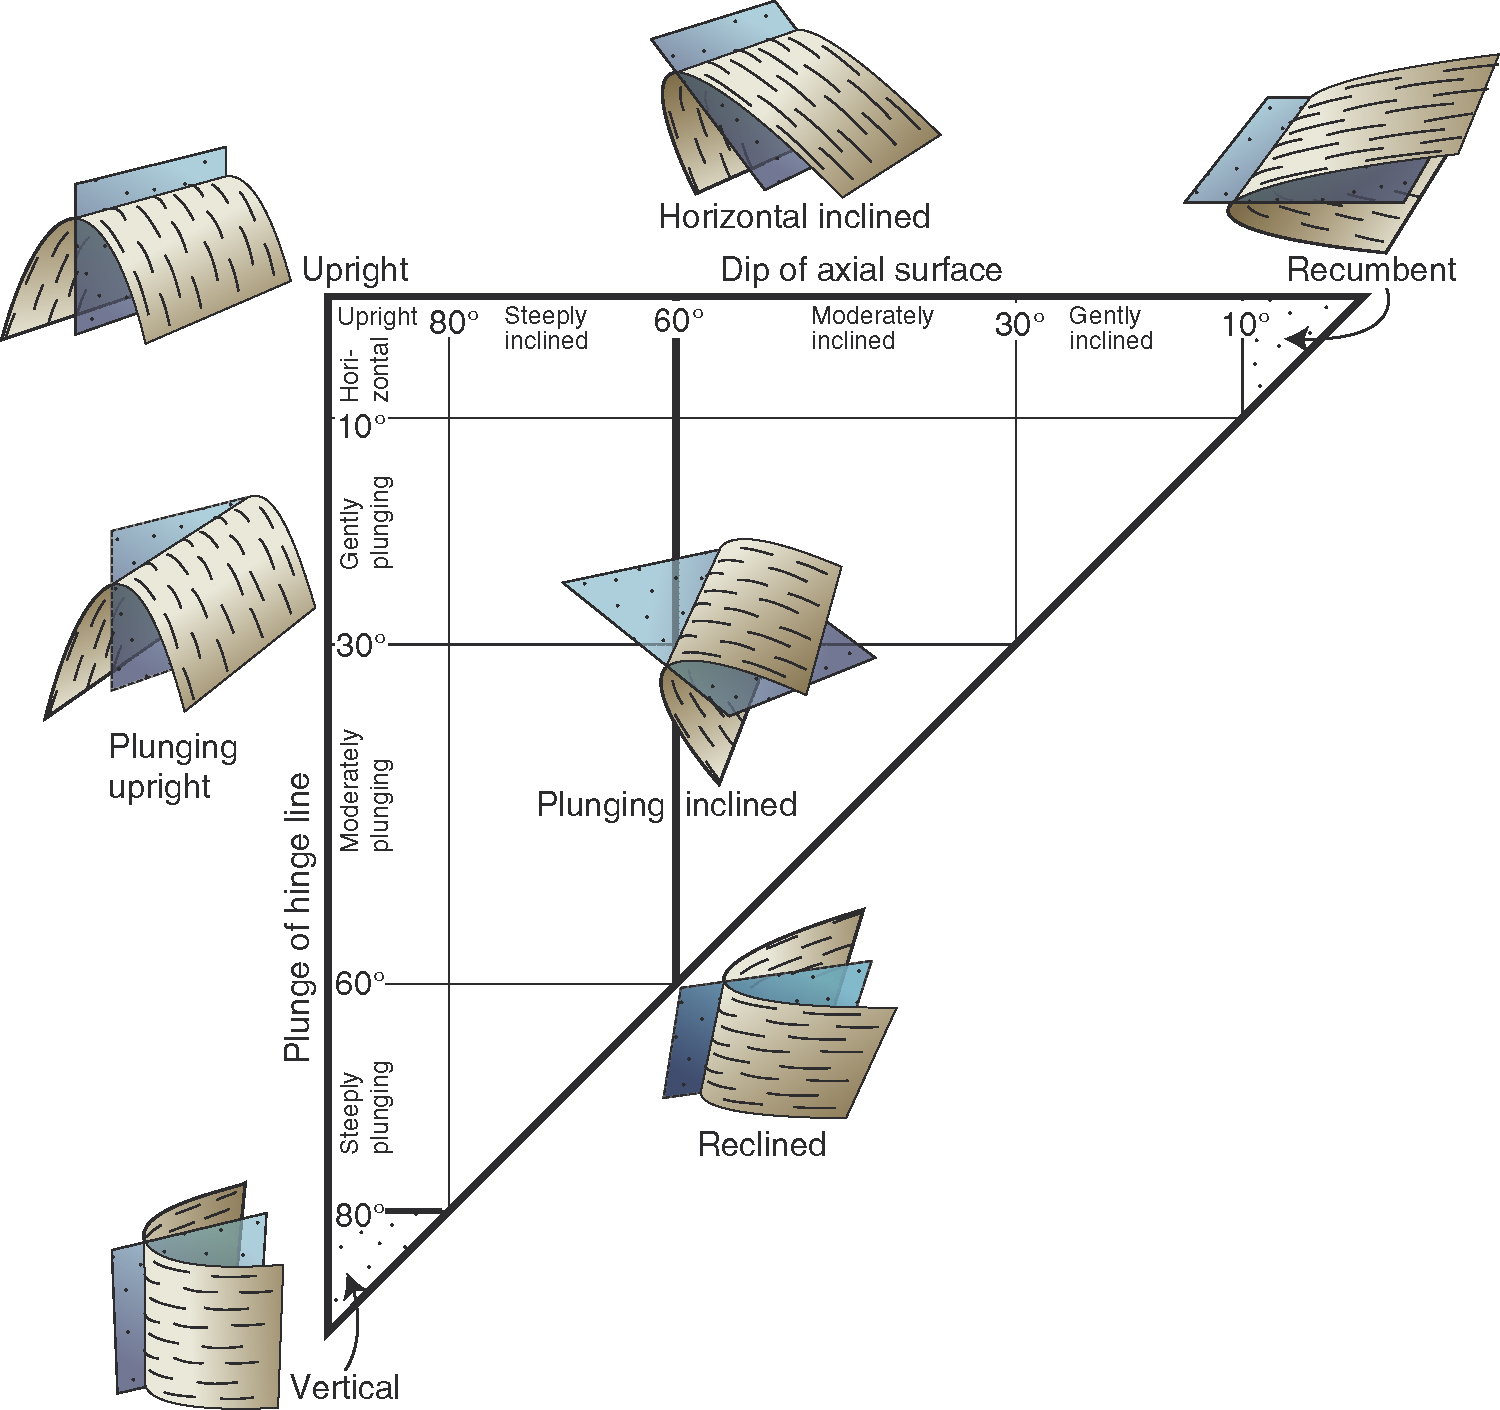 Horizontal inclined
Upright
Dip of axial surface
Recumbent
Upright 80° Steeply
inclined
60°
Moderately
inclined
30°
Gently
inclined
10°
Hori-
zontal
10°
Gently
plunging
30°
Plunging
upright
Moderately
plunging
Plunging inclined
Plunge of hinge line
60°
Steeply
plunging
Reclined
80°
Vertical